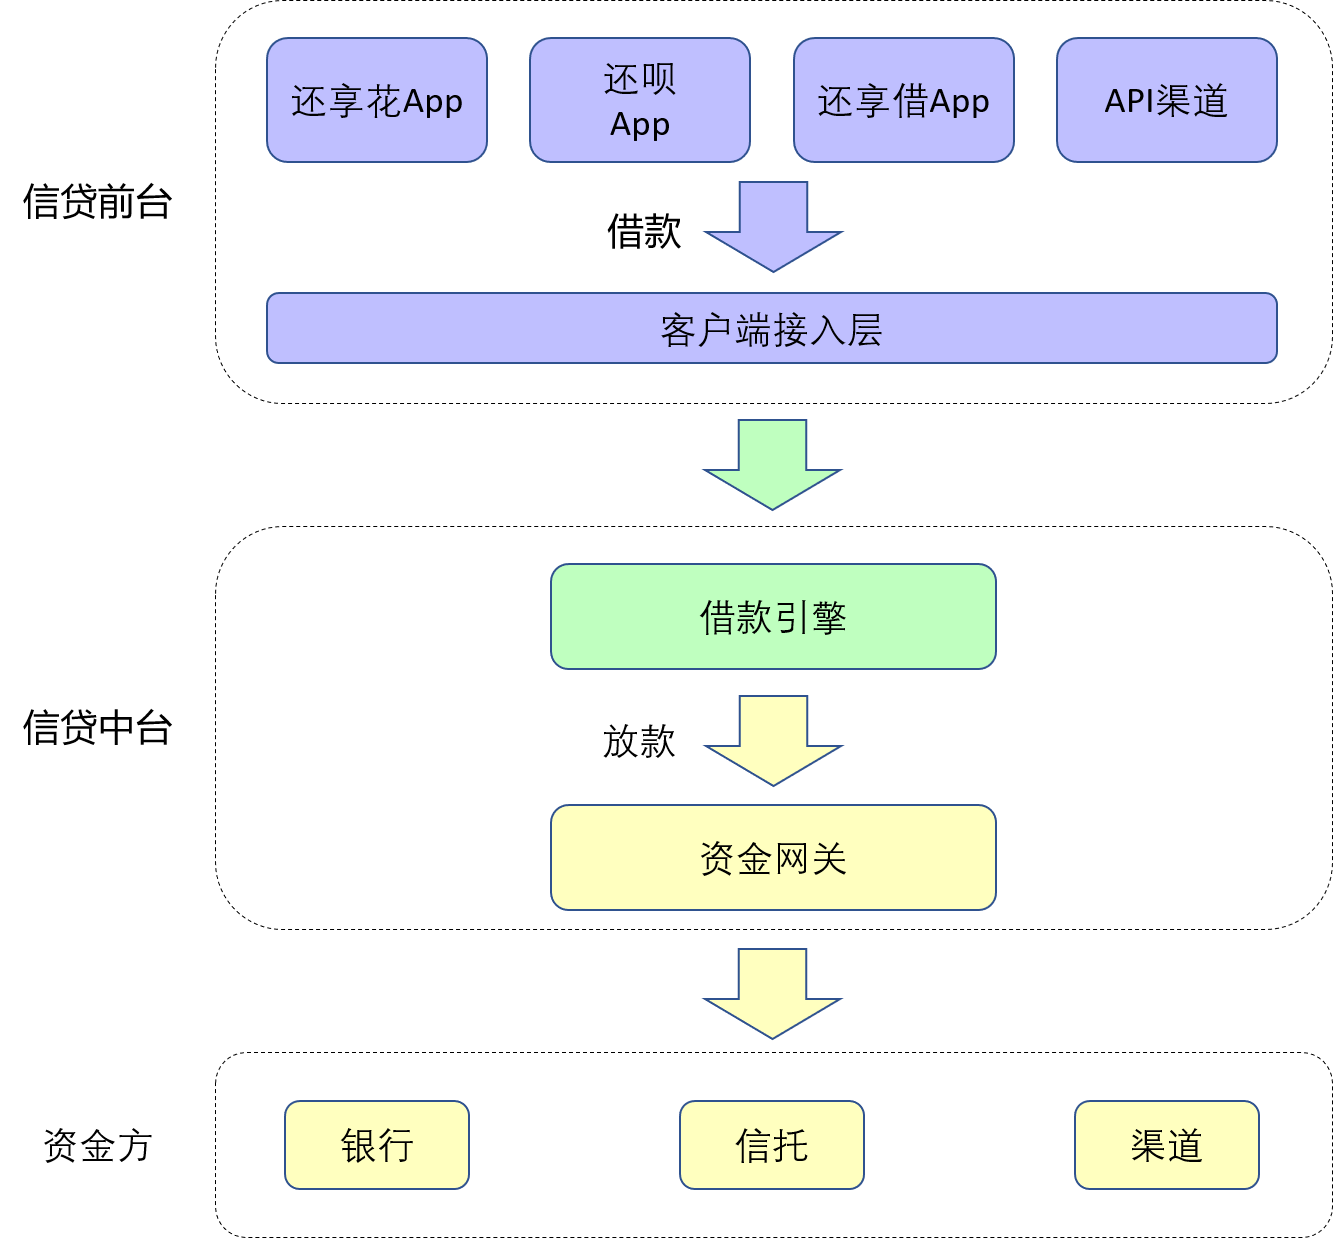 还享花App
还呗
App
还享借App
API渠道
信贷前台
借款
客户端接入层
借款引擎
信贷中台
放款
资金网关
资金方
银行
信托
渠道